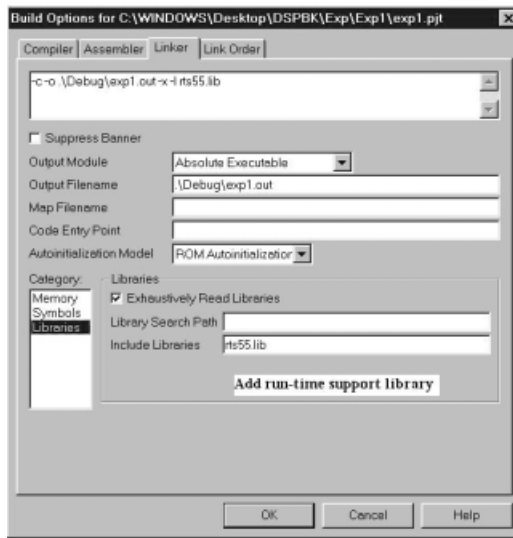 Build Options for C:\WINDOWS\Desktop\DSPBK\Exp\Exp1\exp1.pjt
Compiler Assembler Linker Link Order
-c -o .\Debug\exp1.out -x -l rts55.lib
Suppress Banner
Output Module Absolute Executable
Output Filename .\Debug\exp1.out
Map Filename
Code Entry Point
Autoinitialization Model ROM Autoinitialization
Category: Libraries
Memory Exhaustively Read Libraries
Symbols
Libraries Library Search Path
Include Libraries rts55.lib
Add run-time support library
OK Cancel Help